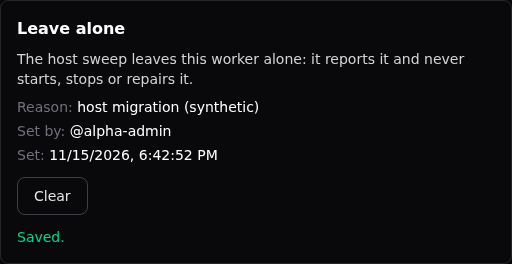 Leave alone
The host sweep leaves this worker alone: it reports it and never
starts, stops or repairs it.
Reason: host migration (synthetic)
Set by: @alpha-admin
Set: 11/15/2026, 6:42:52 PM
Clear
Saved.